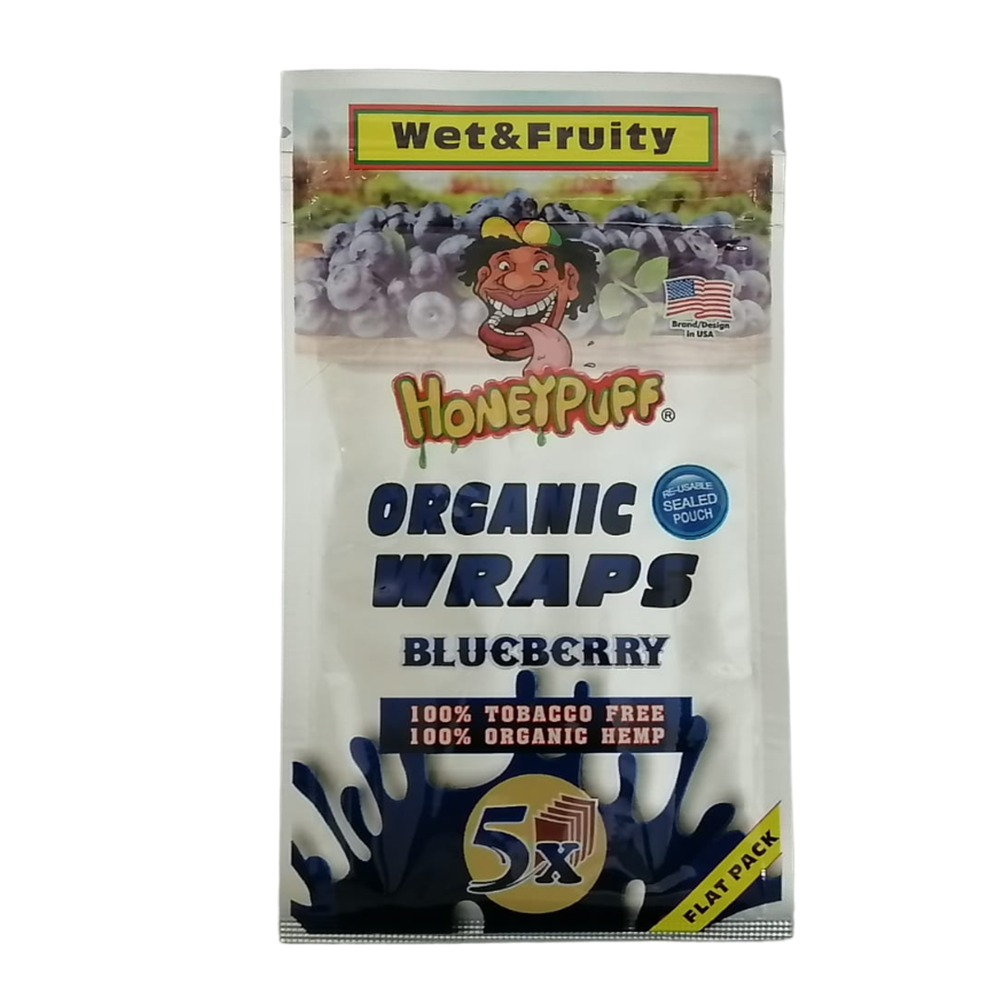 Wet&Fruity
Brand/Design
in USA
HONEYPUFF®
ORGANIC
WRAPS
RE-USABLE
SEALED
POUCH
BLUEBERRY
100% TOBACCO FREE
100% ORGANIC HEMP
5x
FLAT PACK